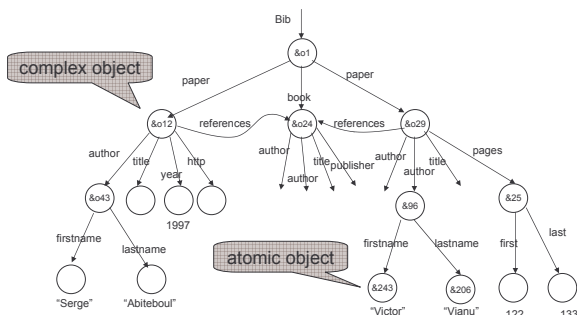 Bib
&o1
complex object
paper
book
paper
&o12
references
&o24
references
&o29
author
title
year
http
author
author
title
publisher
author
author
title
pages
&o43
1997
&96
&25
firstname
lastname
atomic object
firstname
lastname
first
last
&243
&206
"Serge"
"Abiteboul"
"Victor"
"Vianu"
122
133